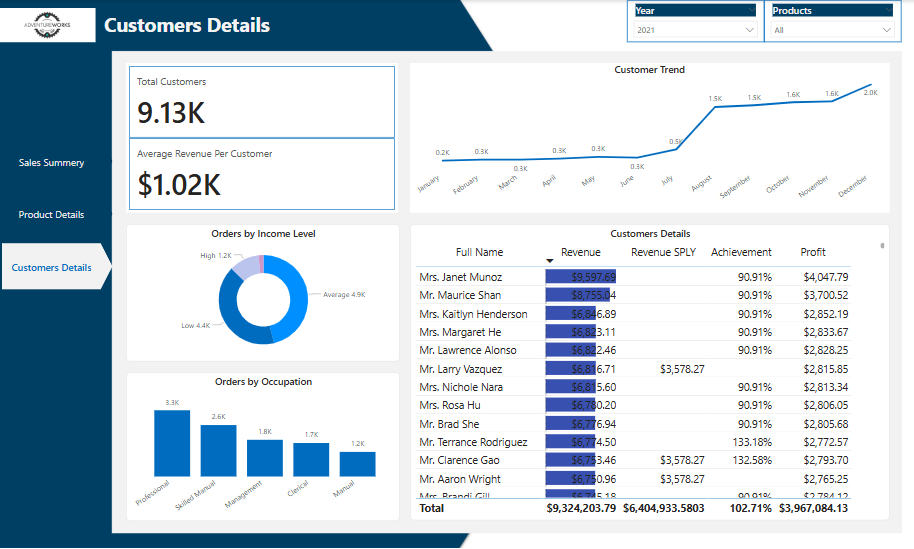 ADVENTUREWORKS
Customers Details
Year
2021
Products
All
Sales Summery
Product Details
Customers Details
Total Customers
9.13K
Average Revenue Per Customer
$1.02K
Customer Trend
0.2K 0.3K 0.3K 0.3K 0.3K 0.3K 0.5K 1.5K 1.5K 1.6K 1.6K 2.0K
January February March April May June July August September October November December
Orders by Income Level
High 1.2K
Average 4.9K
Low 4.4K
Orders by Occupation
3.3K 2.6K 1.8K 1.7K 1.2K
Professional Skilled Manual Management Clerical Manual
Customers Details
Full Name Revenue Revenue SPLY Achievement Profit
Mrs. Janet Munoz $9,597.69 90.91% $4,047.79
Mr. Maurice Shan $8,755.04 90.91% $3,700.52
Mrs. Kaitlyn Henderson $6,846.89 90.91% $2,852.19
Mrs. Margaret He $6,823.11 90.91% $2,833.67
Mr. Lawrence Alonso $6,822.46 90.91% $2,828.25
Mr. Larry Vazquez $6,816.71 $3,578.27 $2,815.85
Mrs. Nichole Nara $6,815.60 90.91% $2,813.34
Mrs. Rosa Hu $6,780.20 90.91% $2,806.05
Mr. Brad She $6,776.94 90.91% $2,805.68
Mr. Terrance Rodriguez $6,774.50 133.18% $2,772.57
Mr. Clarence Gao $6,753.46 $3,578.27 132.58% $2,793.70
Mr. Aaron Wright $6,750.96 $3,578.27 $2,765.25
Mrs. Brandi Gill $6,745.18 90.91% $2,784.12
Total $9,324,203.79 $6,404,933.5803 102.71% $3,967,084.13